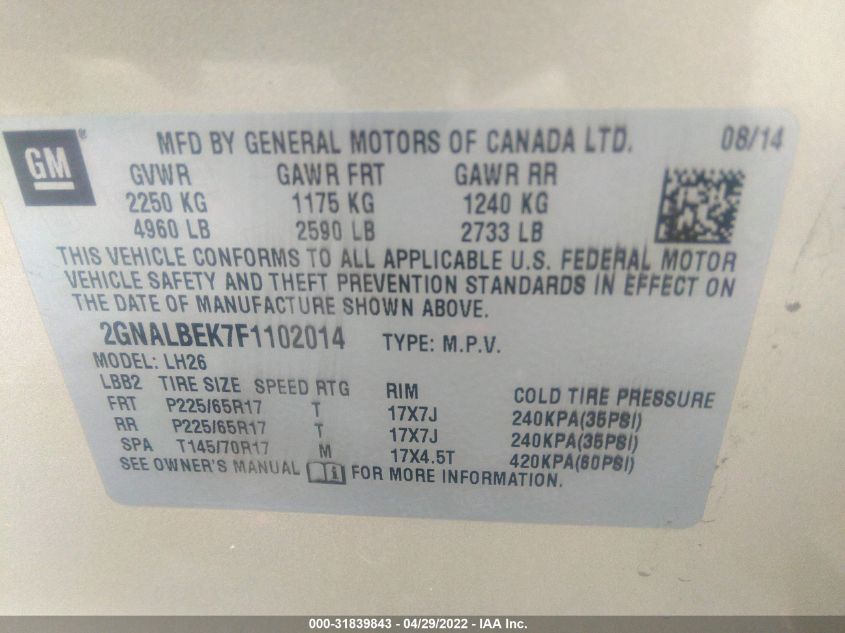 GM®
MFD BY GENERAL MOTORS OF CANADA LTD. 08/14
GVWR GAWR FRT GAWR RR
2250 KG 1175 KG 1240 KG
4960 LB 2590 LB 2733 LB
THIS VEHICLE CONFORMS TO ALL APPLICABLE U.S. FEDERAL MOTOR
VEHICLE SAFETY AND THEFT PREVENTION STANDARDS IN EFFECT ON
THE DATE OF MANUFACTURE SHOWN ABOVE.
2GNALBEK7F1102014 TYPE: M.P.V.
MODEL: LH26
LBB2 TIRE SIZE SPEED RTG RIM COLD TIRE PRESSURE
FRT P225/65R17 T 17X7J 240KPA(35PSI)
RR P225/65R17 T 17X7J 240KPA(35PSI)
SPA T145/70R17 M 17X4.5T 420KPA(60PSI)
SEE OWNER'S MANUAL FOR MORE INFORMATION.
000-31839843 / 04/29/2022 - IAA Inc.